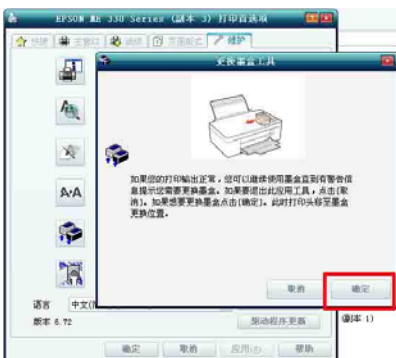 EPSON ME 330 Series (副本 3) 打印首选项
快捷
主窗口
高级
页面版式
维护
更换墨盒工具
如果您的打印输出正常,您可以继续使用墨盒直到有警告信
息提示您需要更换墨盒。如果要退出此应用工具,点击[取
消]。如果想要更换墨盒点击[确定]。此时打印头移至墨盒
更换位置。
取消
确定
语言
中文(
版本 6.72
驱动程序更新
(副本 1)
确定
取消
应用(A)
帮助